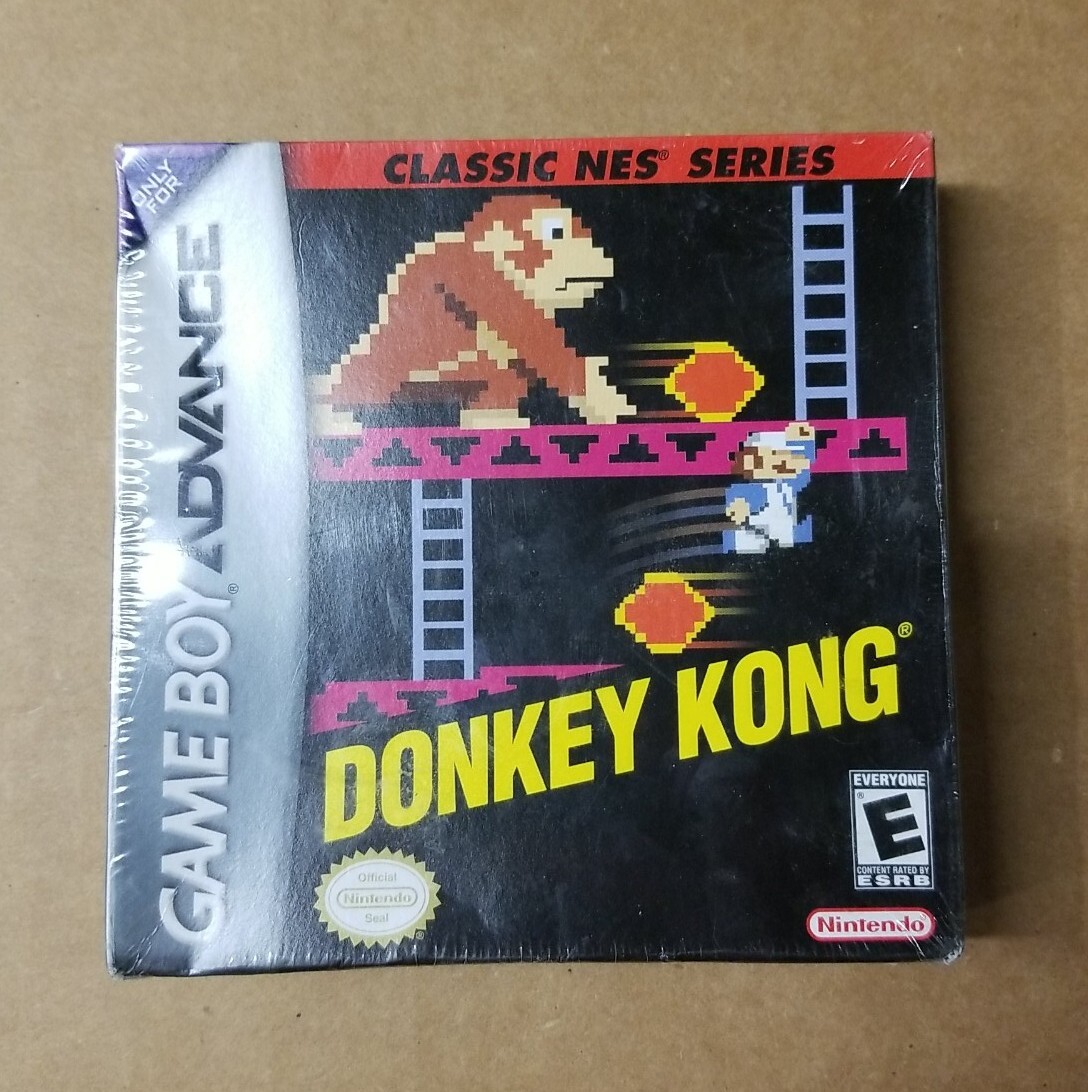 CLASSIC NES® SERIES
ONLY
FOR
GAME BOY® ADVANCE
DONKEY KONG®
EVERYONE
E
®
CONTENT RATED BY
ESRB
Official
Nintendo
Seal
®
Nintendo®